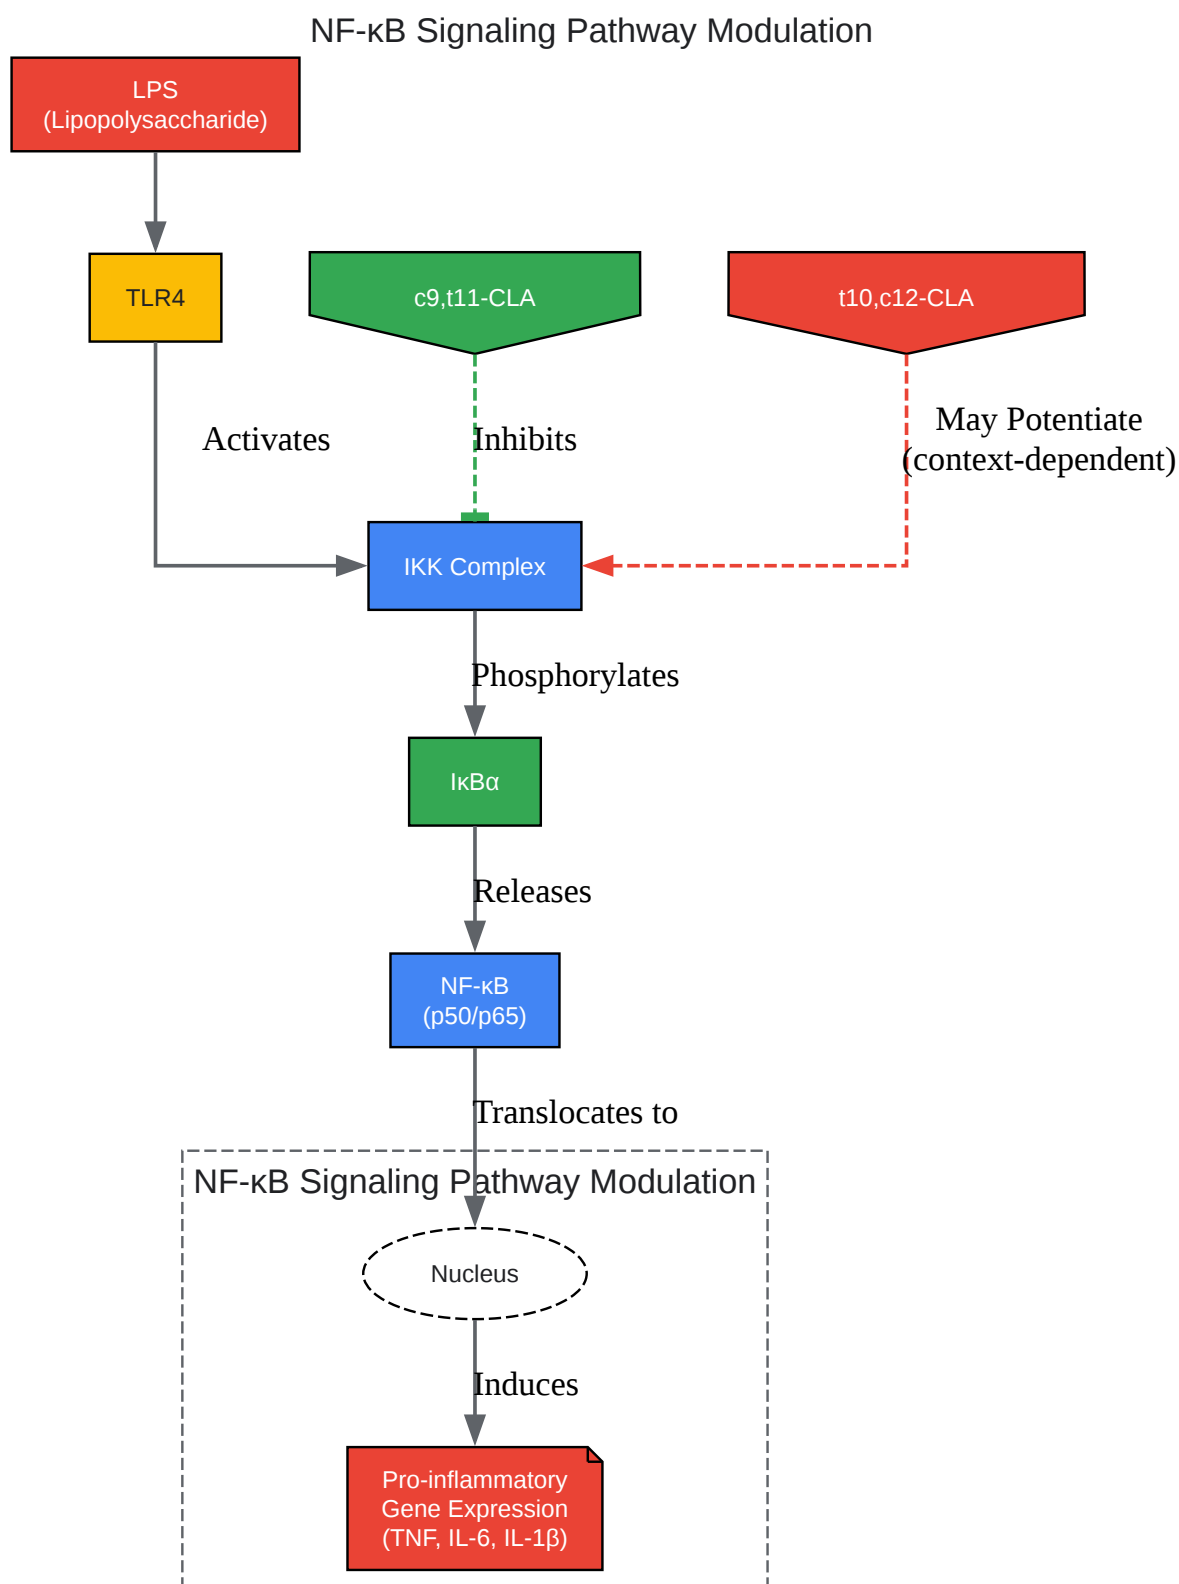 NF-κB Signaling Pathway Modulation
LPS
(Lipopolysaccharide)
TLR4
c9,t11-CLA
t10,c12-CLA
Activates
Inhibits
May Potentiate
(context-dependent)
IKK Complex
Phosphorylates
IκBα
Releases
NF-κB
(p50/p65)
Translocates to
NF-κB Signaling Pathway Modulation
Nucleus
Induces
Pro-inflammatory
Gene Expression
(TNF, IL-6, IL-1β)